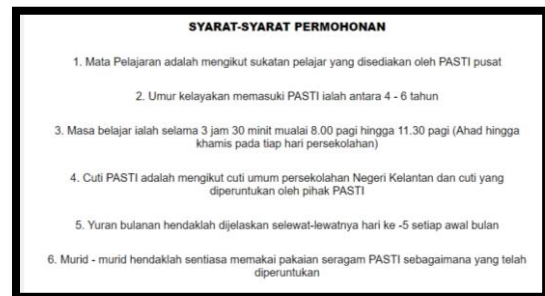 SYARAT-SYARAT PERMOHONAN
1. Mata Pelajaran adalah mengikut sukatan pelajar yang disediakan oleh PASTI pusat
2. Umur kelayakan memasuki PASTI ialah antara 4 - 6 tahun
3. Masa belajar ialah selama 3 jam 30 minit mualai 8.00 pagi hingga 11.30 pagi (Ahad hingga
khamis pada tiap hari persekolahan)
4. Cuti PASTI adalah mengikut cuti umum persekolahan Negeri Kelantan dan cuti yang
diperuntukan oleh pihak PASTI
5. Yuran bulanan hendaklah dijelaskan selewat-lewatnya hari ke -5 setiap awal bulan
6. Murid - murid hendaklah sentiasa memakai pakaian seragam PASTI sebagaimana yang telah
diperuntukan